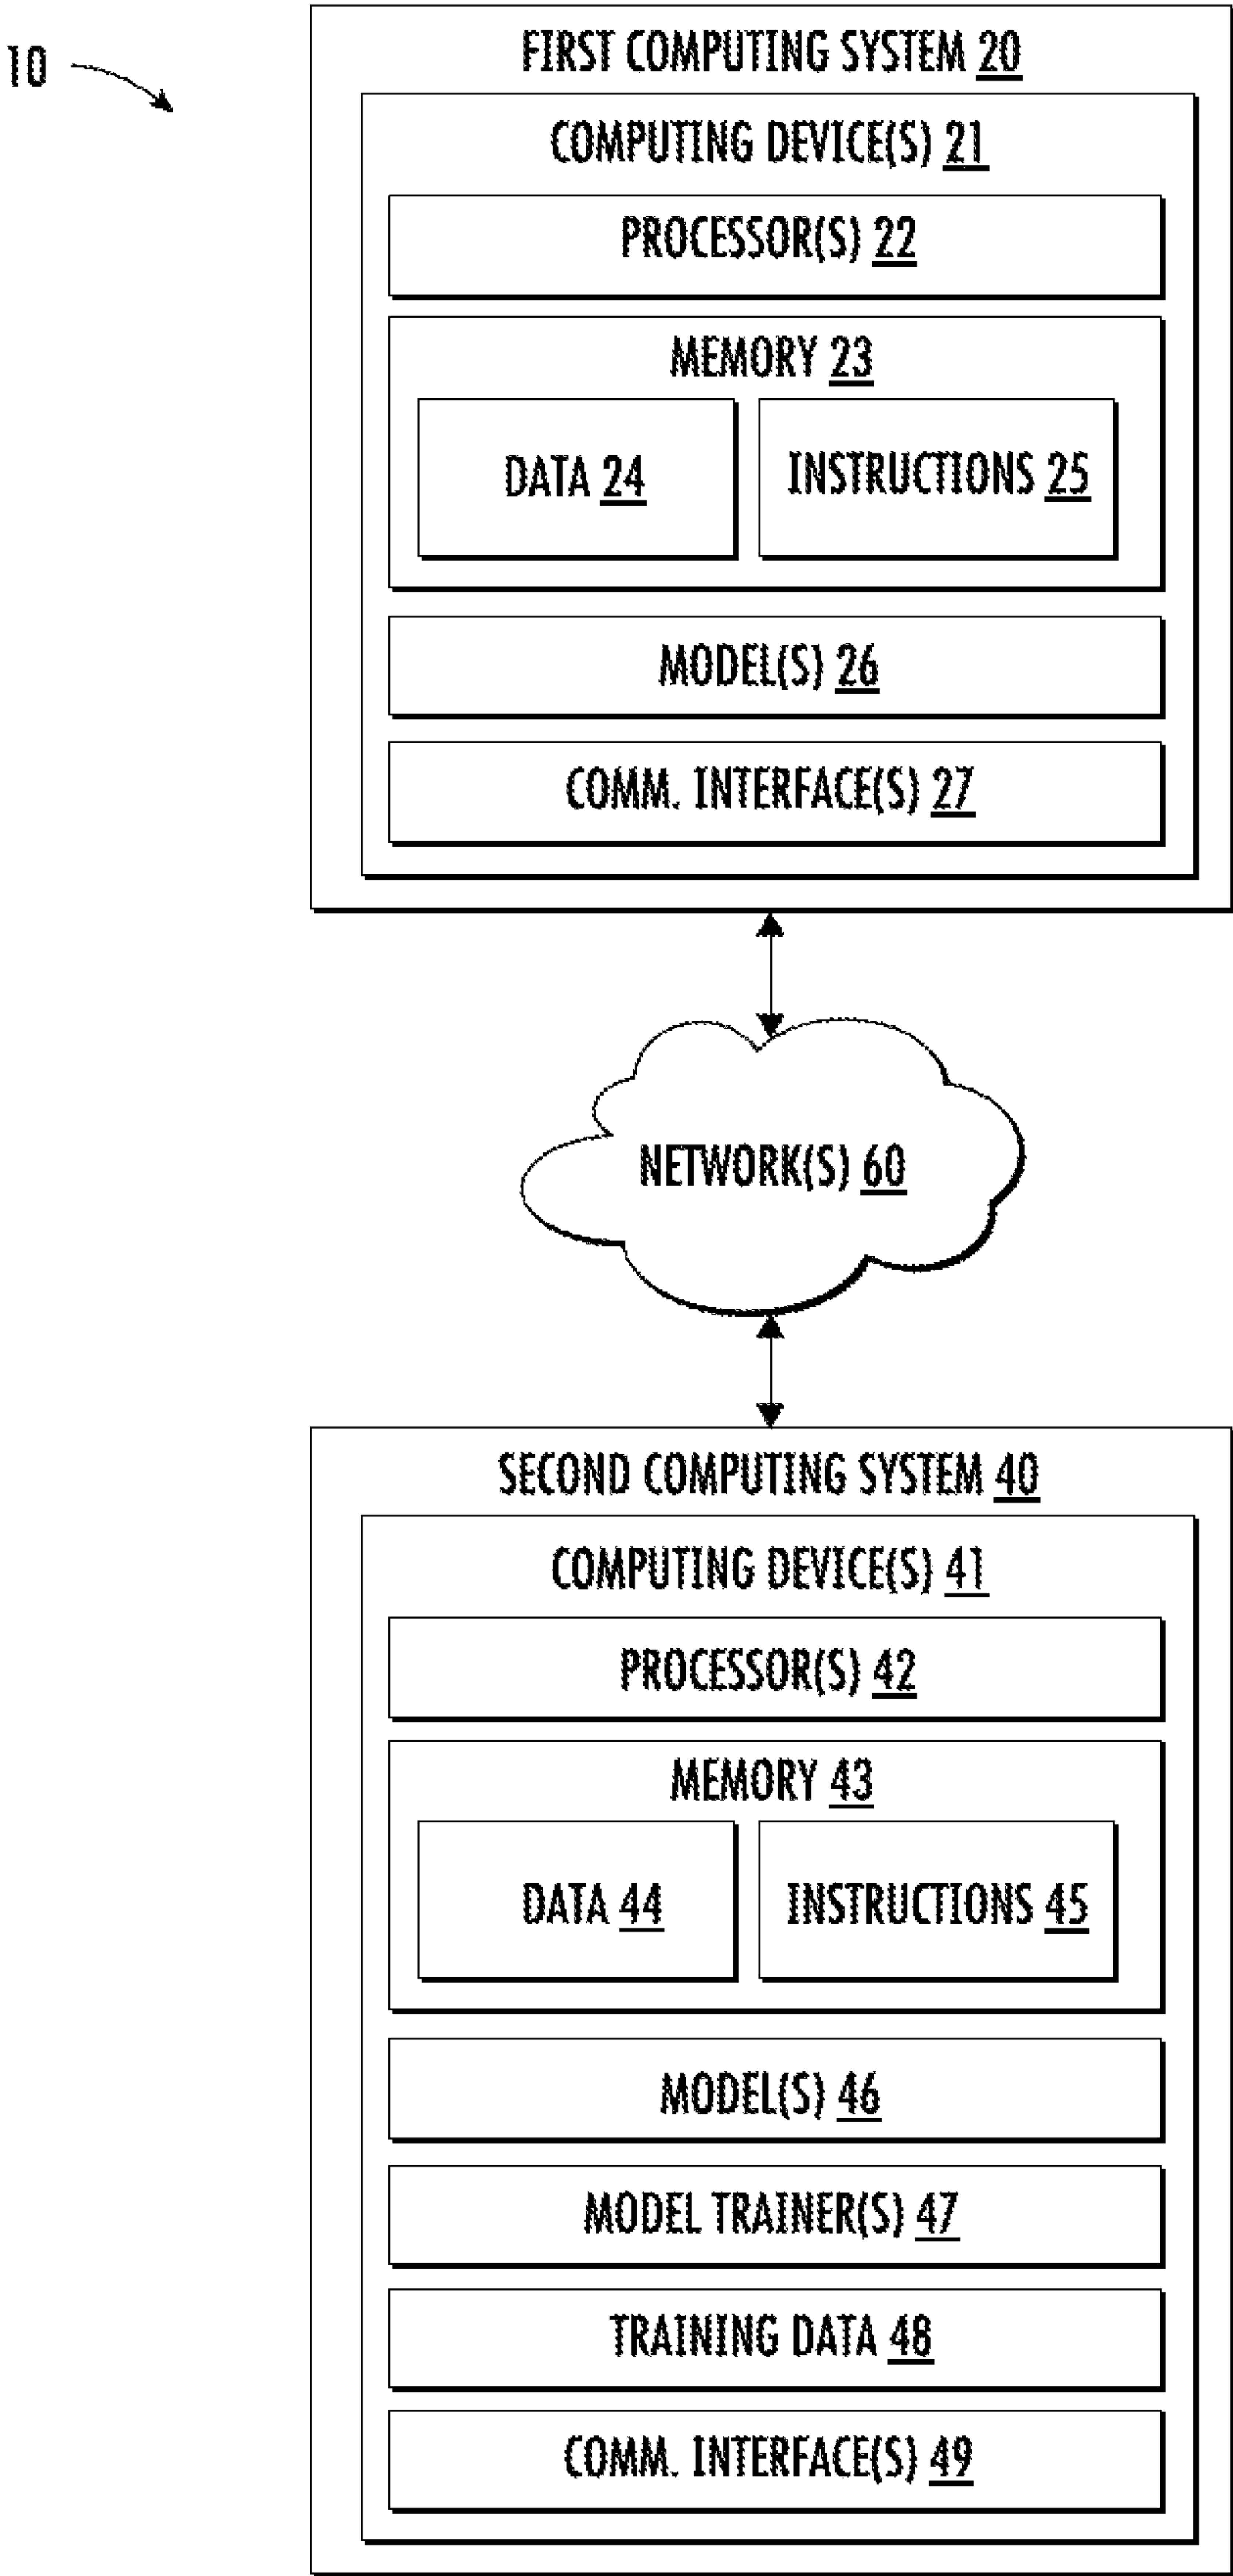 10
FIRST COMPUTING SYSTEM 20
COMPUTING DEVICE(S) 21
PROCESSOR(S) 22
MEMORY 23
DATA 24
INSTRUCTIONS 25
MODEL(S) 26
COMM. INTERFACE(S) 27
NETWORK(S) 60
SECOND COMPUTING SYSTEM 40
COMPUTING DEVICE(S) 41
PROCESSOR(S) 42
MEMORY 43
DATA 44
INSTRUCTIONS 45
MODEL(S) 46
MODEL TRAINER(S) 47
TRAINING DATA 48
COMM. INTERFACE(S) 49